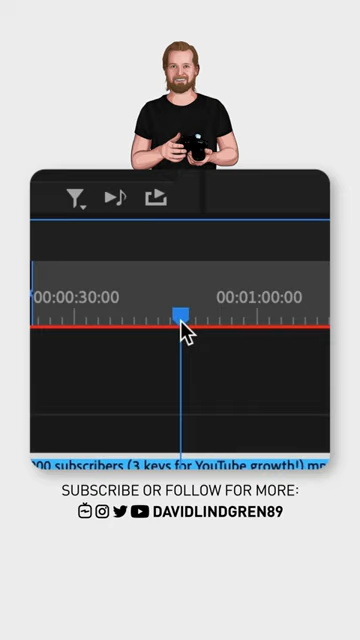 00:00:30:00 00:01:00:00
00 subscribers (3 keys for YouTube growth!) m
SUBSCRIBE OR FOLLOW FOR MORE:
DAVIDLINDGREN89